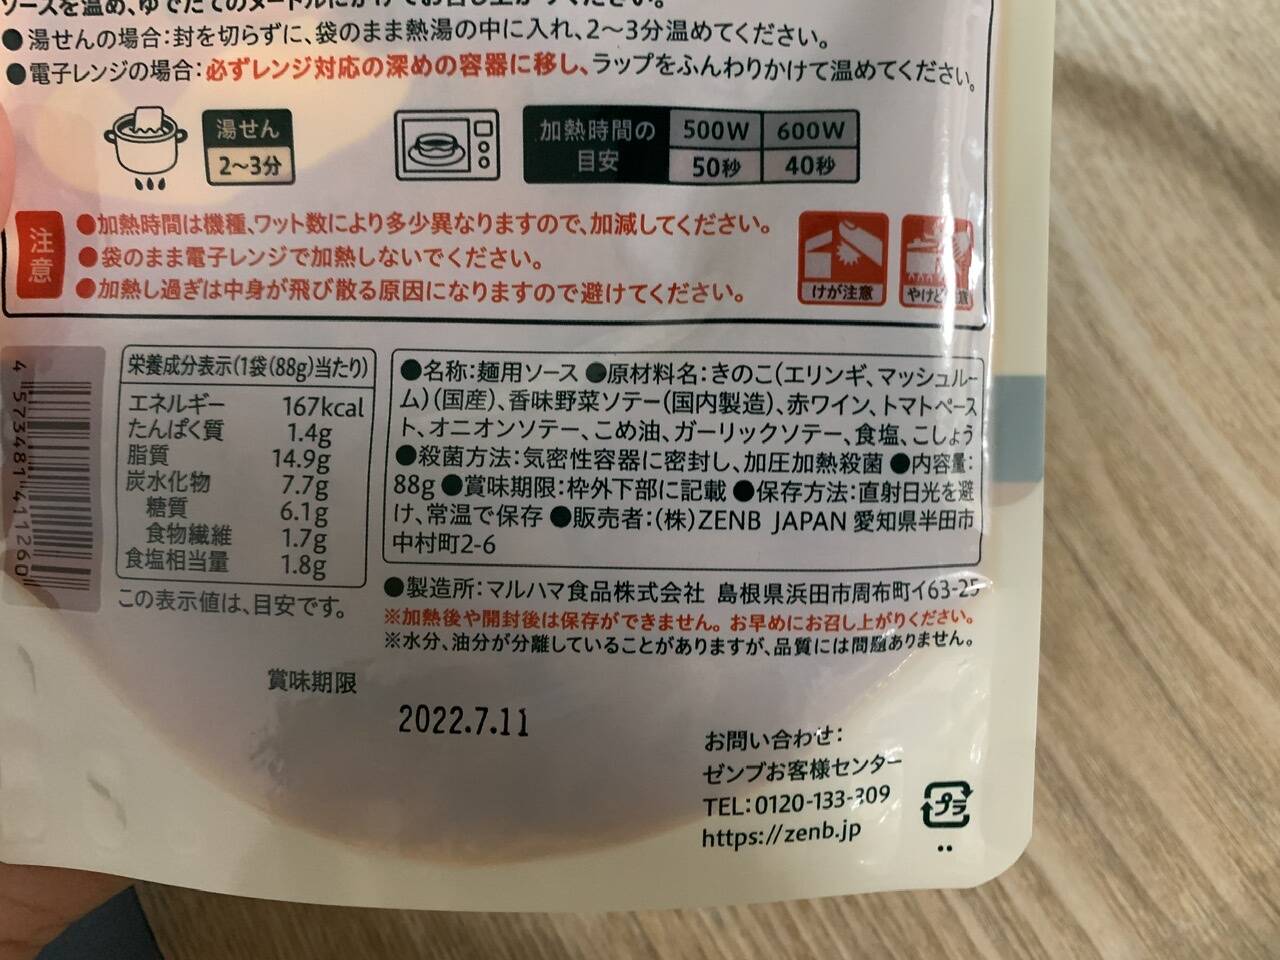 ソースを温め、ゆでたてのヌードルにかけてお召し上がりください。
●湯せんの場合:封を切らずに、袋のまま熱湯の中に入れ、2〜3分温めてください。
●電子レンジの場合:必ずレンジ対応の深めの容器に移し、ラップをふんわりかけて温めてください。
湯せん
2〜3分
加熱時間の目安
500W 600W
50秒 40秒
注意
●加熱時間は機種、ワット数により多少異なりますので、加減してください。
●袋のまま電子レンジで加熱しないでください。
●加熱し過ぎは中身が飛び散る原因になりますので避けてください。
けが注意
やけど注意
4 573481 411260
栄養成分表示(1袋(88g)当たり)
エネルギー 167kcal
たんぱく質 1.4g
脂質 14.9g
炭水化物 7.7g
糖質 6.1g
食物繊維 1.7g
食塩相当量 1.8g
この表示値は、目安です。
●名称:麺用ソース ●原材料名:きのこ(エリンギ、マッシュルー
ム)(国産)、香味野菜ソテー(国内製造)、赤ワイン、トマトペース
ト、オニオンソテー、こめ油、ガーリックソテー、食塩、こしょう
●殺菌方法:気密性容器に密封し、加圧加熱殺菌 ●内容量:
88g ●賞味期限:枠外下部に記載 ●保存方法:直射日光を避
け、常温で保存 ●販売者:(株)ZENB JAPAN 愛知県半田市
中村町2-6
●製造所:マルハマ食品株式会社 島根県浜田市周布町イ63-25
※加熱後や開封後は保存ができません。お早めにお召し上がりください。
※水分、油分が分離していることがありますが、品質には問題ありません。
賞味期限
2022.7.11
お問い合わせ:
ゼンブお客様センター
TEL:0120-133-309
https://zenb.jp
プラ